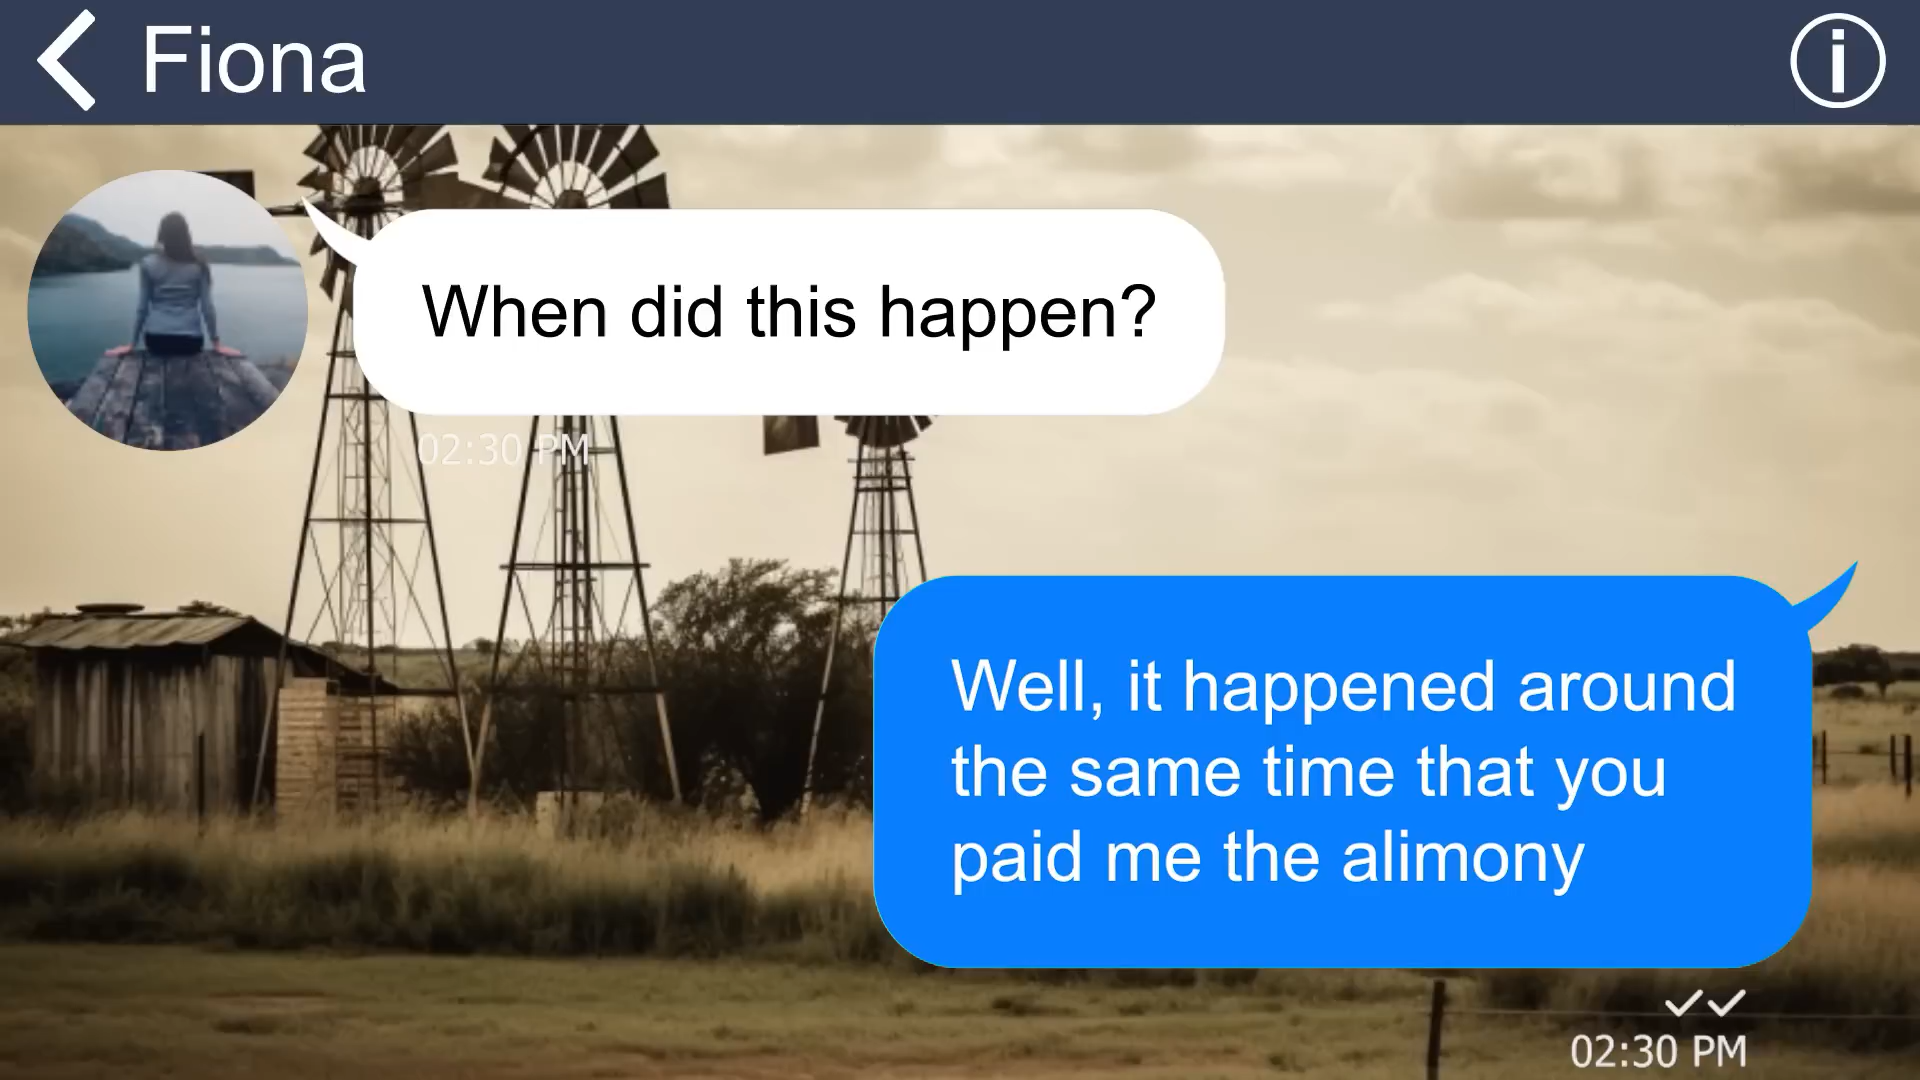 Fiona
When did this happen?
02:30 PM
Well, it happened around
the same time that you
paid me the alimony
02:30 PM